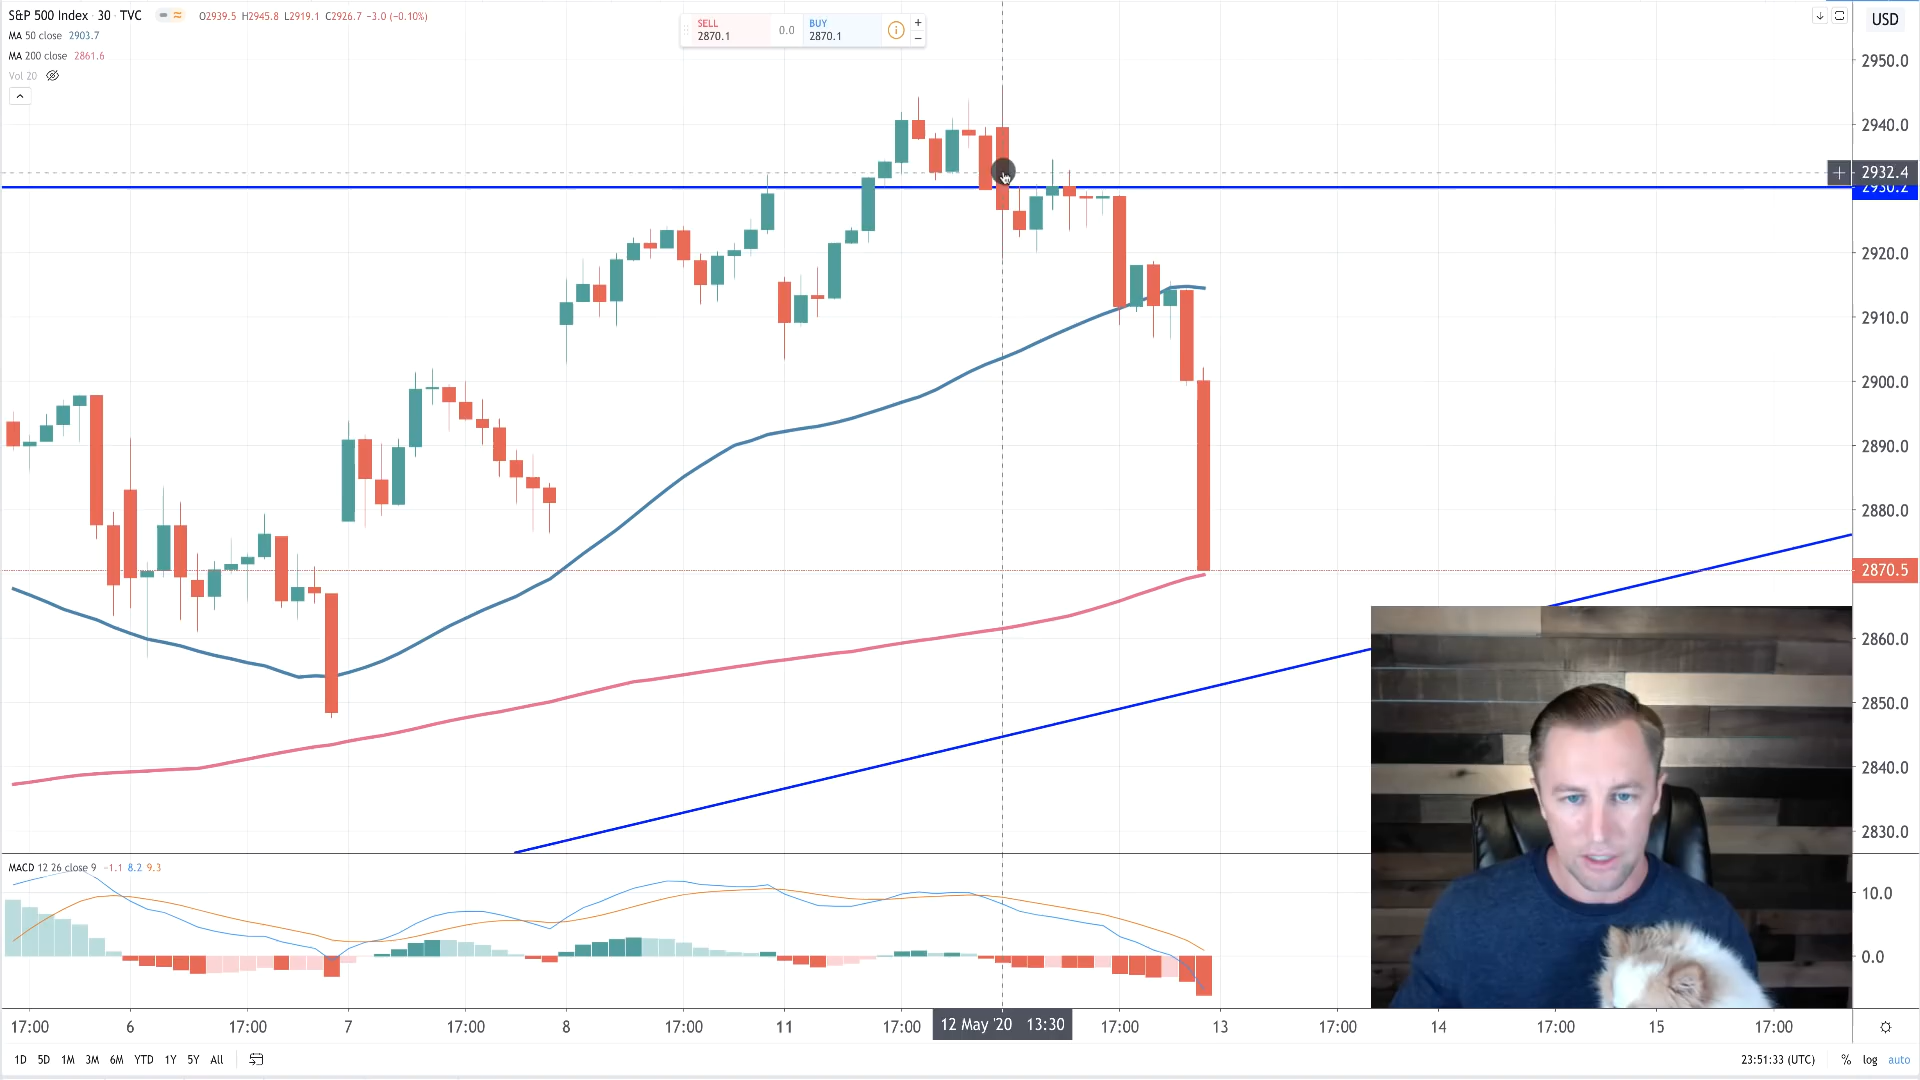 S&P 500 Index · 30 · TVC O2939.5 H2945.8 L2919.1 C2926.7 −3.0 (−0.10%)
MA 50 close 2903.7
MA 200 close 2861.6
Vol 20
SELL
2870.1
0.0
BUY
2870.1
USD
2950.0
2940.0
2932.4
2930.2
2920.0
2910.0
2900.0
2890.0
2880.0
2870.5
2860.0
2850.0
2840.0
2830.0
MACD 12 26 close 9 −1.1 8.2 9.3
10.0
0.0
17:00 6 17:00 7 17:00 8 17:00 11 17:00 12 May '20 13:30 17:00 13 17:00 14 17:00 15 17:00
1D 5D 1M 3M 6M YTD 1Y 5Y All 23:51:33 (UTC) % log auto